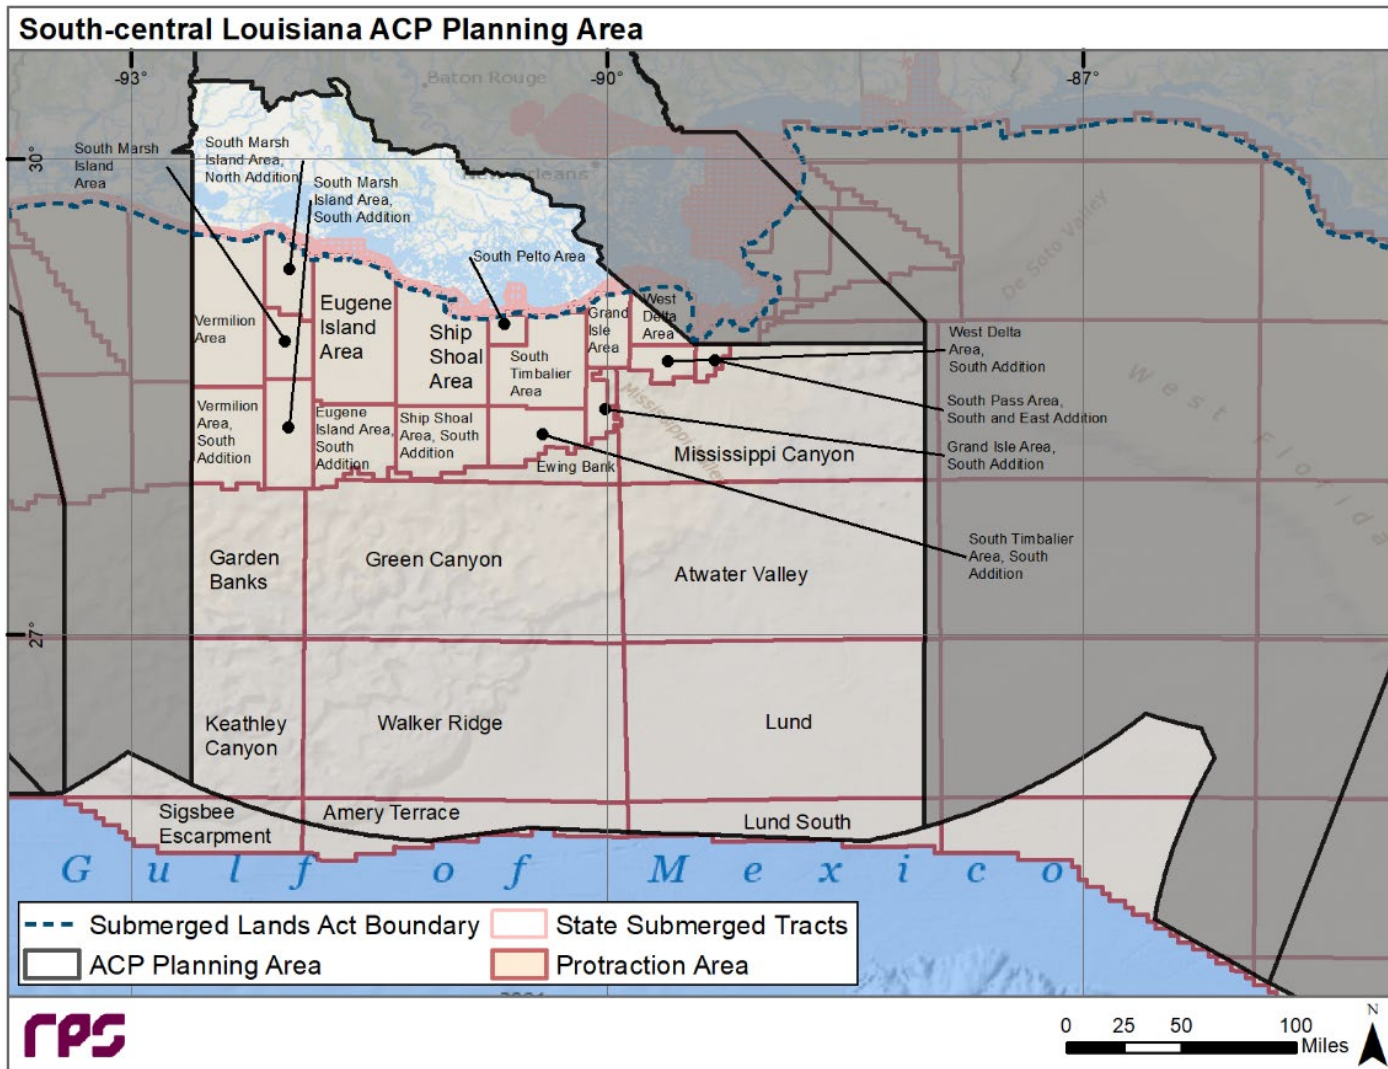 South-central Louisiana ACP Planning Area
-93°
-90°
-87°
Baton Rouge
30°
South Marsh
Island
Area
South Marsh
Island Area,
North Addition
South Marsh
Island Area,
South Addition
New Orleans
South Pelto Area
De Soto Valley
Vermilion
Area
Eugene
Island
Area
Ship
Shoal
Area
South
Timbalier
Area
Grand
Isle
Area
West
Delta
Area
West Delta
Area,
South Addition
West Florida
Vermilion
Area,
South
Addition
Eugene
Island Area,
South
Addition
Ship Shoal
Area, South
Addition
Ewing Bank
Mississippi Canyon
South Pass Area,
South and East Addition
Grand Isle Area,
South Addition
South Timbalier
Area, South
Addition
Garden
Banks
Green Canyon
Atwater Valley
27°
Keathley
Canyon
Walker Ridge
Lund
Sigsbee
Escarpment
Amery Terrace
Lund South
Gulf of Mexico
Submerged Lands Act Boundary
State Submerged Tracts
ACP Planning Area
Protraction Area
rps
N
0 25 50 100
Miles